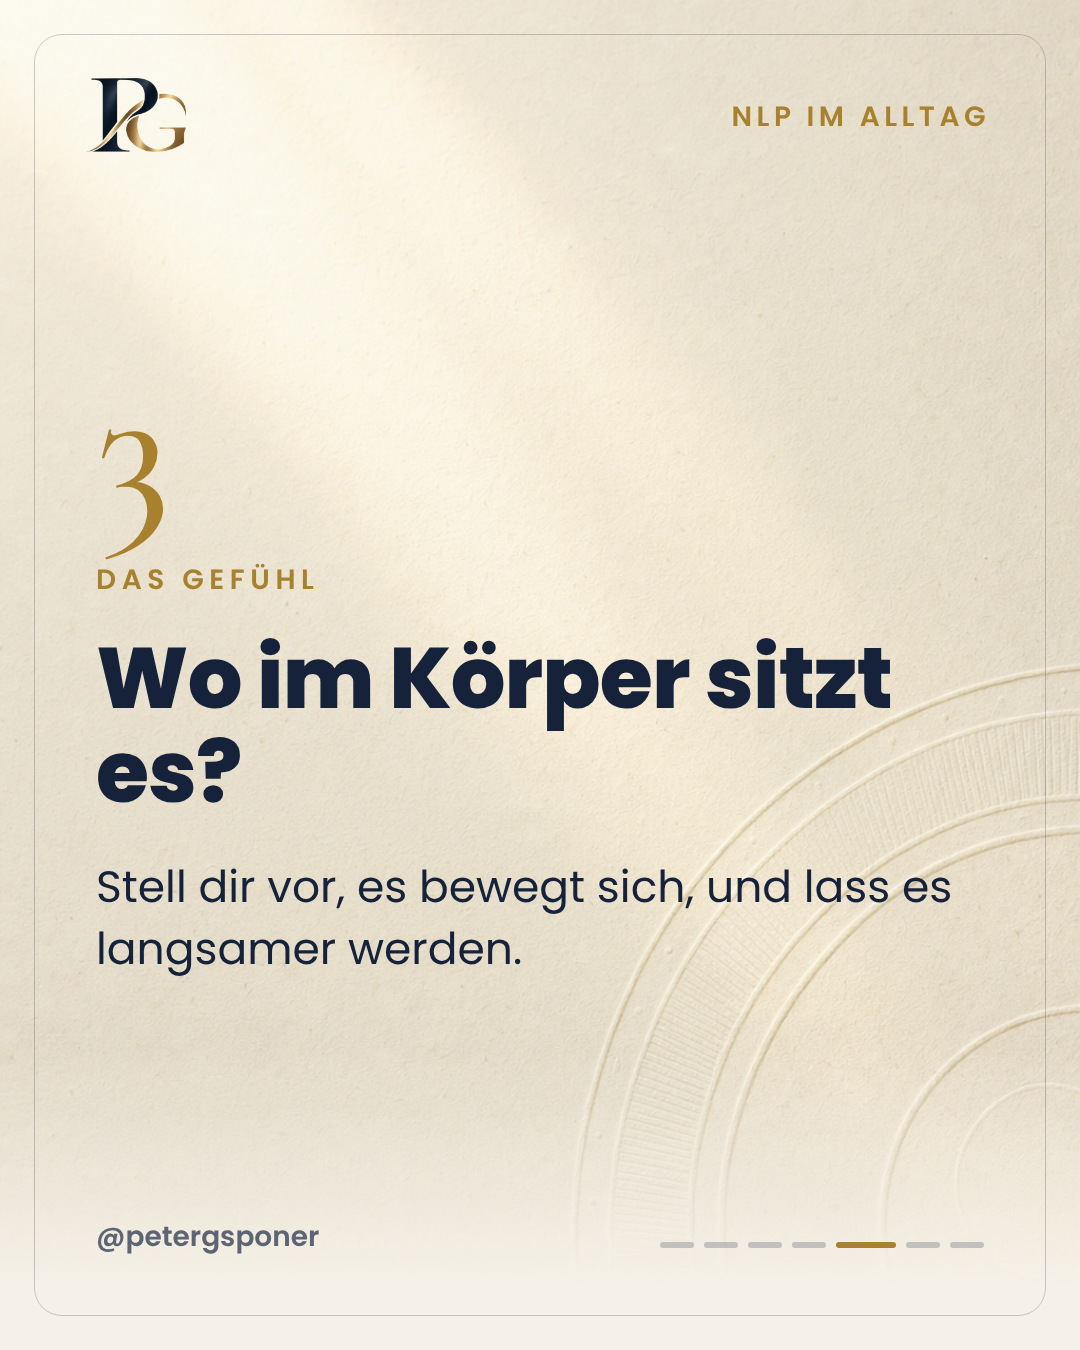 PG
NLP IM ALLTAG
3
DAS GEFÜHL
Wo im Körper sitzt
es?
Stell dir vor, es bewegt sich, und lass es
langsamer werden.
@petergsponer